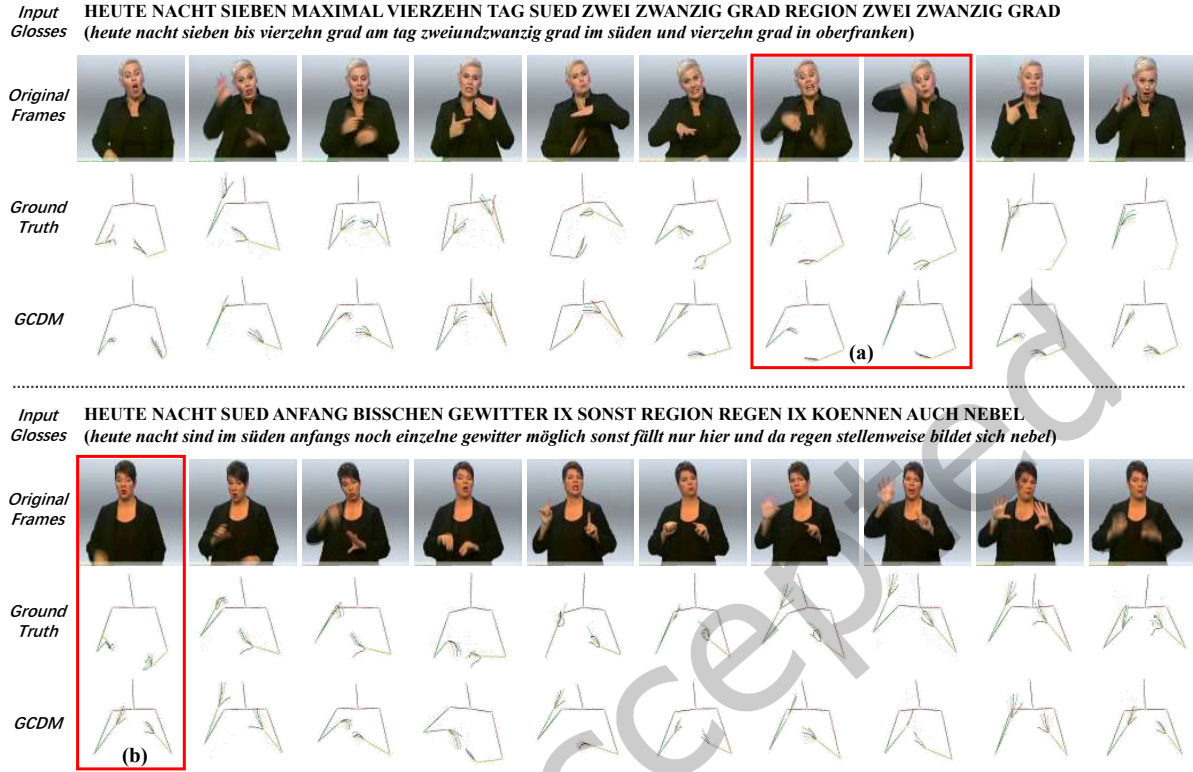 Input
Glosses
HEUTE NACHT SIEBEN MAXIMAL VIERZEHN TAG SUED ZWEI ZWANZIG GRAD REGION ZWEI ZWANZIG GRAD
(heute nacht sieben bis vierzehn grad am tag zweiundzwanzig grad im süden und vierzehn grad in oberfranken)
Original
Frames
Ground
Truth
GCDM
(a)
Input
Glosses
HEUTE NACHT SUED ANFANG BISSCHEN GEWITTER IX SONST REGION REGEN IX KOENNEN AUCH NEBEL
(heute nacht sind im süden anfangs noch einzelne gewitter möglich sonst fällt nur hier und da regen stellenweise bildet sich nebel)
Original
Frames
Ground
Truth
GCDM
(b)
cepted